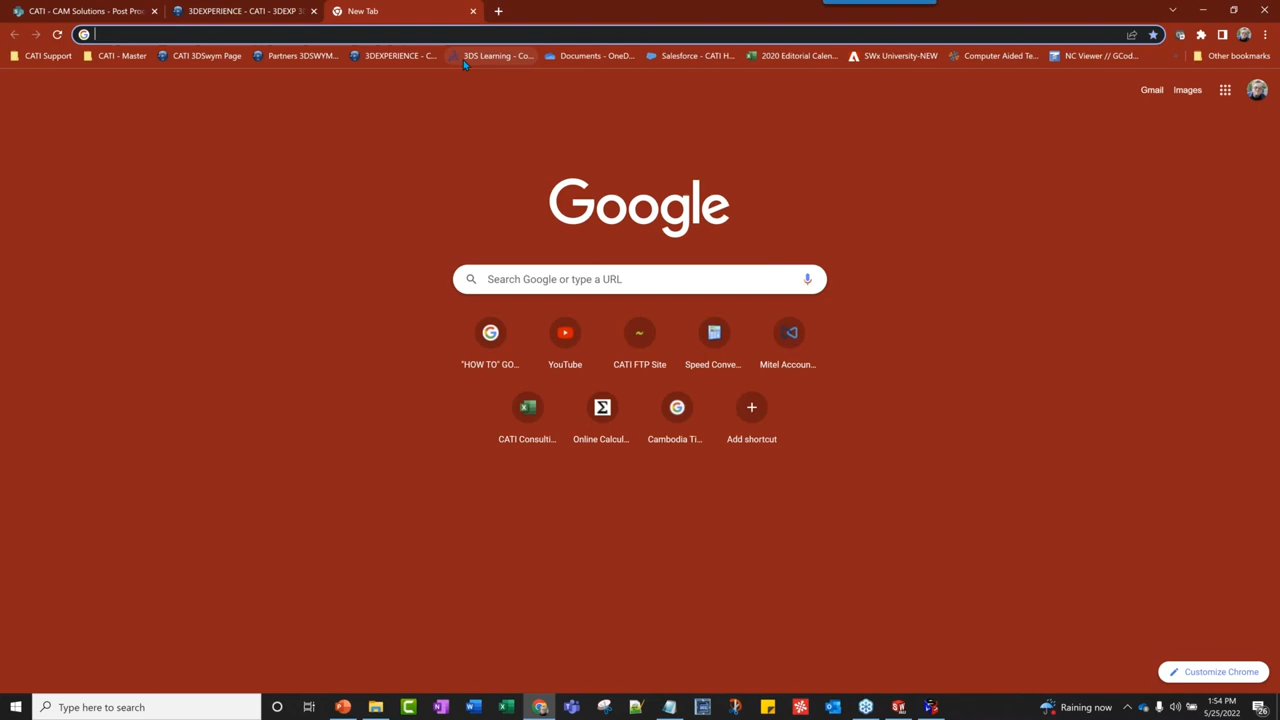 CATI - CAM Solutions - Post Pro
3DEXPERIENCE - CATI - 3DEXP
New Tab
CATI Support
CATI - Master
CATI 3DSwym Page
Partners 3DSWYM...
3DEXPERIENCE - C...
3DS Learning - Co...
Documents - OneD...
Salesforce - CATI H...
2020 Editorial Calen...
SWx University-NEW
Computer Aided Te...
NC Viewer // GCod...
Other bookmarks
Gmail Images
Google
Search Google or type a URL
"HOW TO" GO...
YouTube
CATI FTP Site
Speed Conve...
Mitel Accoun...
CATI Consulti...
Online Calcul...
Cambodia Ti...
Add shortcut
Customize Chrome
Type here to search
Raining now
1:54 PM
5/25/2022
26